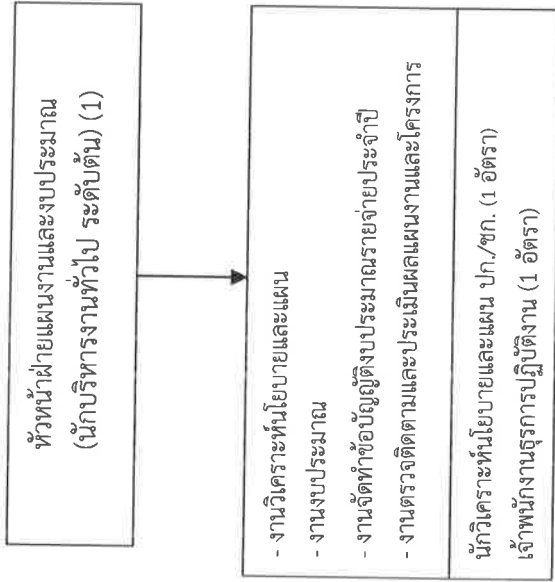 หัวหน้าฝ่ายแผนงานและงบประมาณ
(นักบริหารงานทั่วไป ระดับต้น) (1)
- งานวิเคราะห์นโยบายและแผน
- งานงบประมาณ
- งานจัดทำข้อบัญญัติงบประมาณรายจ่ายประจำปี
- งานตรวจติดตามและประเมินผลแผนงานและโครงการ
นักวิเคราะห์นโยบายและแผน ปก./ชก. (1 อัตรา)
เจ้าพนักงานธุรการปฏิบัติงาน (1 อัตรา)